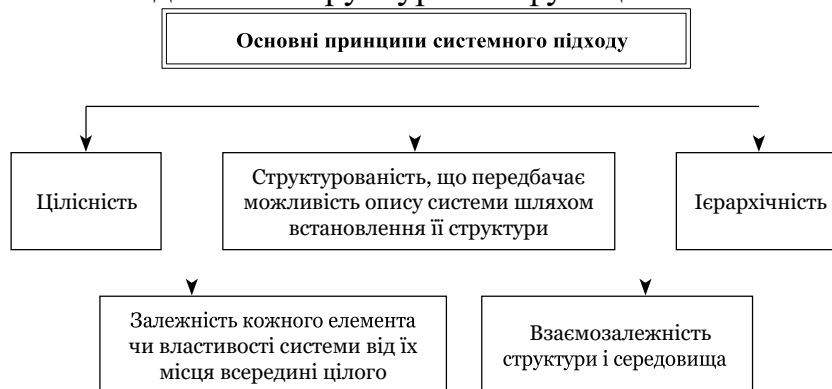 Основні принципи системного підходу
Цілісність
Структурованість, що передбачає
можливість опису системи шляхом
встановлення її структури
Ієрархічність
Залежність кожного елемента
чи властивості системи від їх
місця всередині цілого
Взаємозалежність
структури і середовища